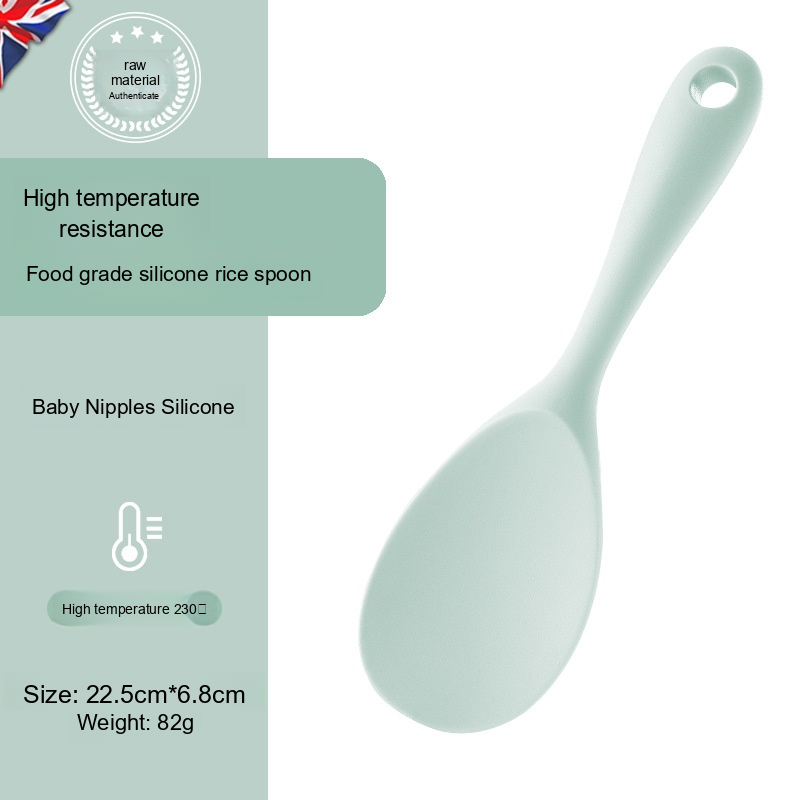 raw
material
Authenticate
High temperature
resistance
Food grade silicone rice spoon
Baby Nipples Silicone
High temperature 230□
Size: 22.5cm*6.8cm
Weight: 82g